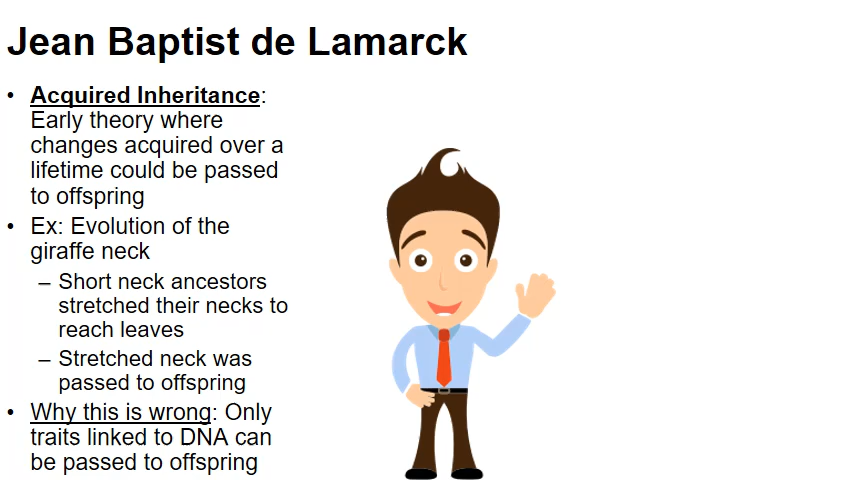 Jean Baptist de Lamarck
• Acquired Inheritance:
Early theory where
changes acquired over a
lifetime could be passed
to offspring
• Ex: Evolution of the
giraffe neck
– Short neck ancestors
stretched their necks to
reach leaves
– Stretched neck was
passed to offspring
• Why this is wrong: Only
traits linked to DNA can
be passed to offspring